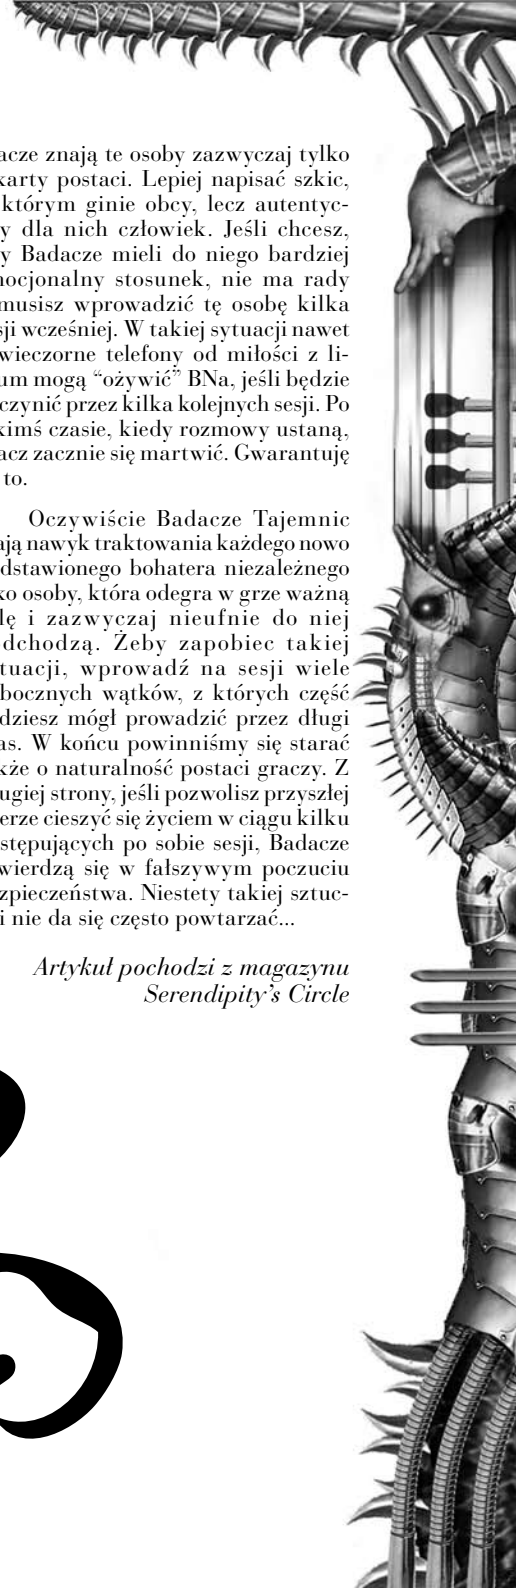 acze znają te osoby zazwyczaj tylko
karty postaci. Lepiej napisać szkic,
którym ginie obcy, lecz autentyc-
y dla nich człowiek. Jeśli chcesz,
y Badacze mieli do niego bardziej
nocjonalny stosunek, nie ma rady
musisz wprowadzić tę osobę kilka
sji wcześniej. W takiej sytuacji nawet
wieczorne telefony od miłości z li-
um mogą “ożywić” BNa, jeśli będzie
czynić przez kilka kolejnych sesji. Po
kimś czasie, kiedy rozmowy ustaną,
acz zacznie się martwić. Gwarantuję
to.
Oczywiście Badacze Tajemnic
ają nawyk traktowania każdego nowo
dstawionego bohatera niezależnego
ko osoby, która odegra w grze ważną
lę i zazwyczaj nieufnie do niej
dchodzą. Żeby zapobiec takiej
tuacji, wprowadź na sesji wiele
bocznych wątków, z których część
dziesz mógł prowadzić przez długi
as. W końcu powinniśmy się starać
kże o naturalność postaci graczy. Z
ugiej strony, jeśli pozwolisz przyszłej
ierze cieszyć się życiem w ciągu kilku
stępujących po sobie sesji, Badacze
wierdzą się w fałszywym poczuciu
zpieczeństwa. Niestety takiej sztuc-
i nie da się często powtarzać...
Artykuł pochodzi z magazynu
Serendipity’s Circle